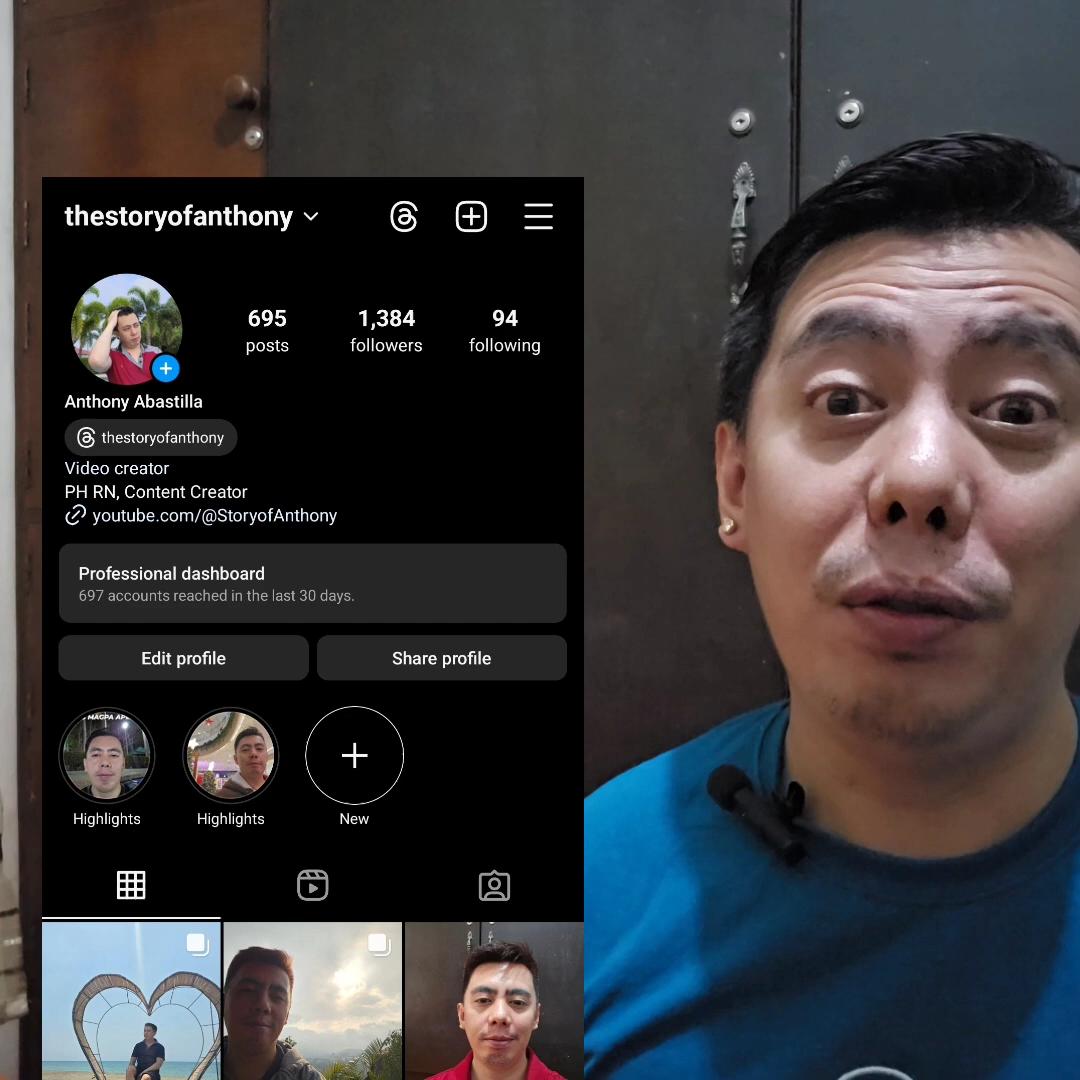 thestoryofanthony
695 1,384 94
posts followers following
Anthony Abastilla
thestoryofanthony
Video creator
PH RN, Content Creator
youtube.com/@StoryofAnthony
Professional dashboard
697 accounts reached in the last 30 days.
Edit profile Share profile
MAGPA
Highlights Highlights New